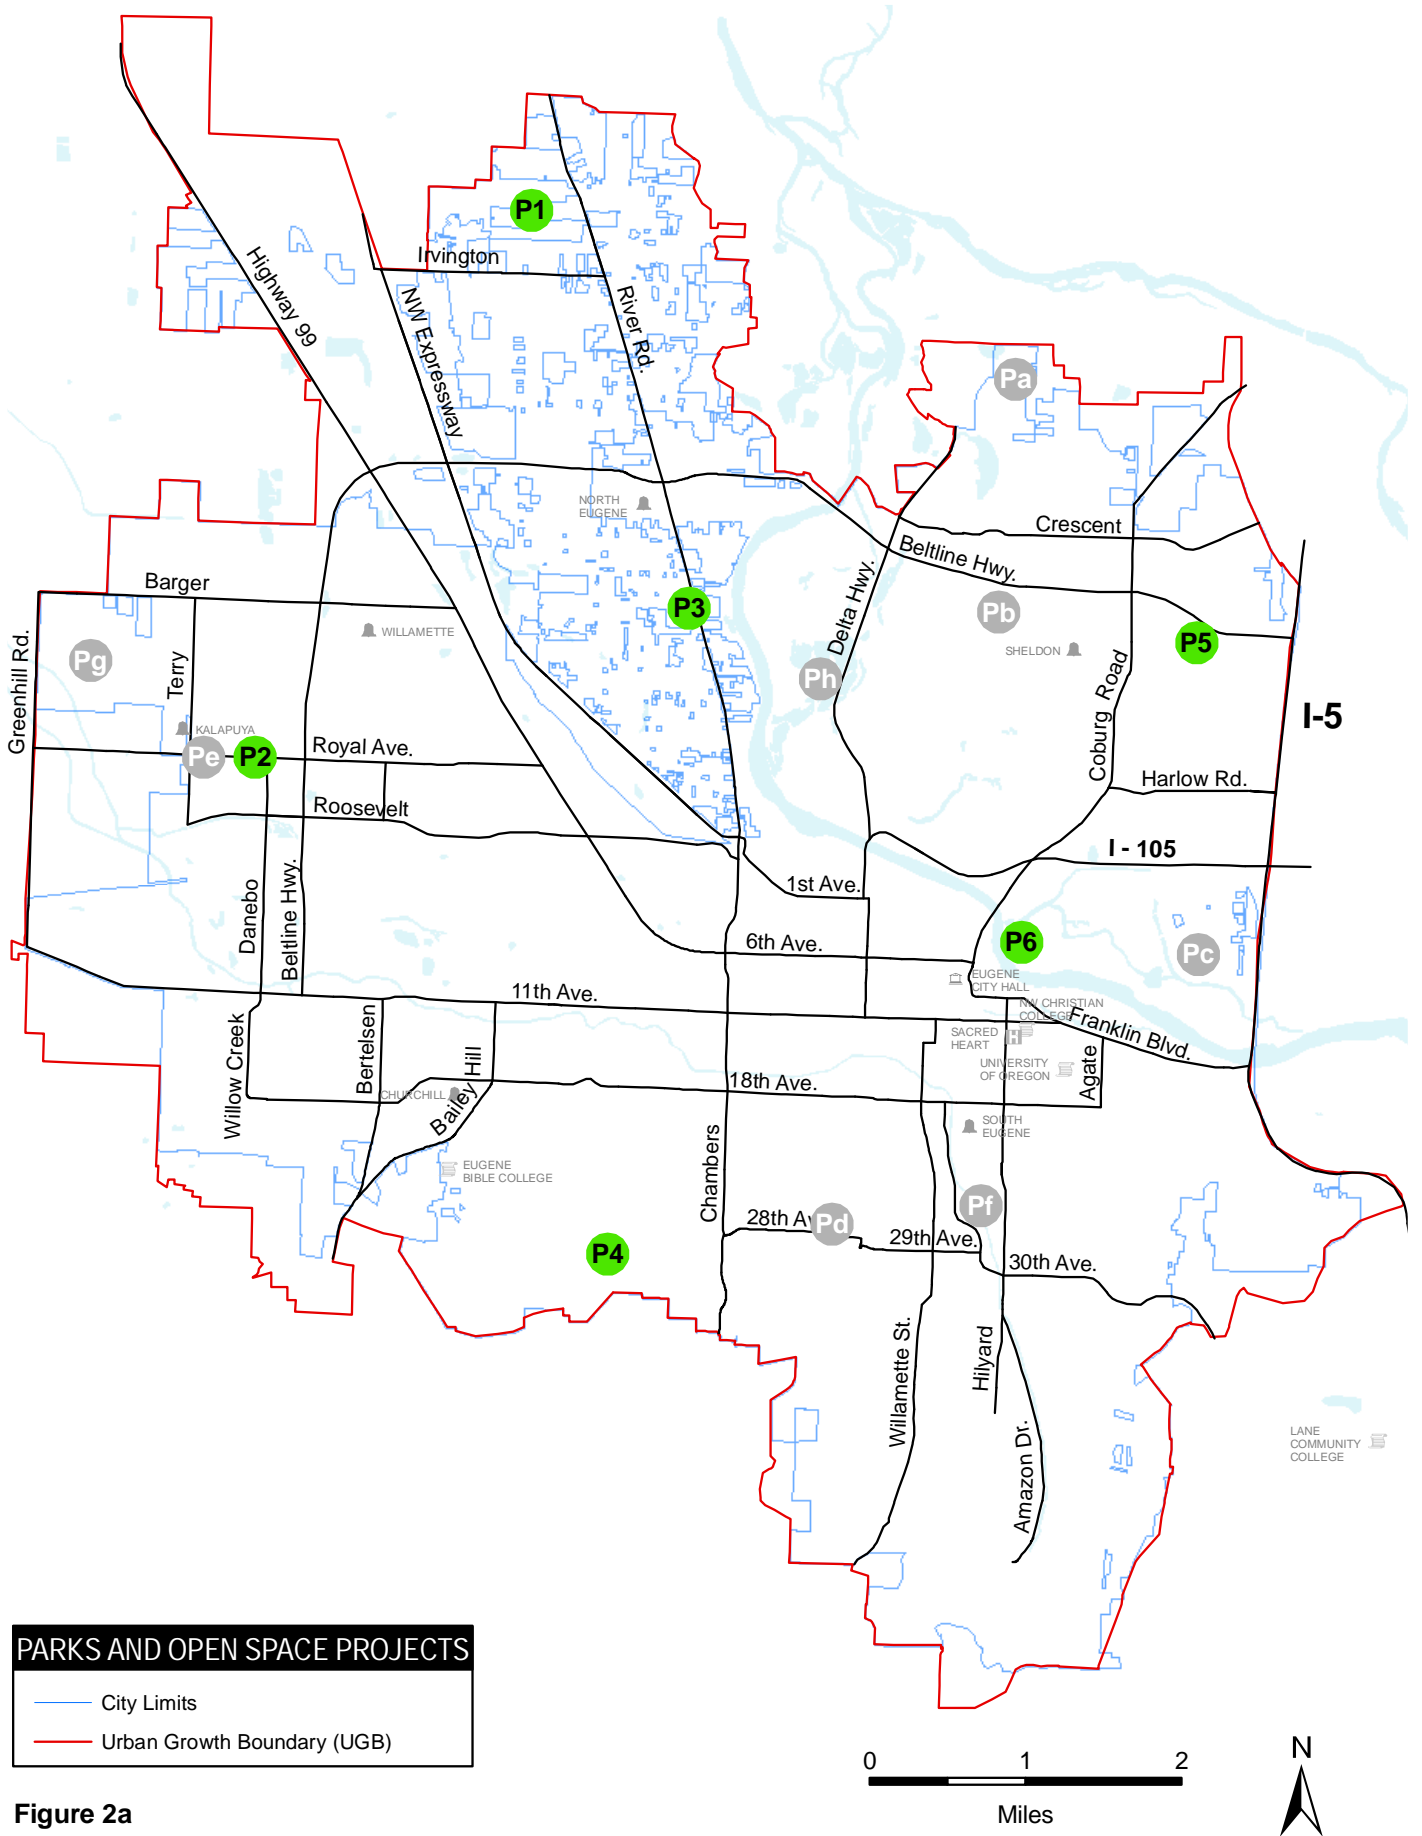 P1
Irvington
Highway 99
NW Expressway
River Rd.
Pa
NORTH
EUGENE
Crescent
Beltline Hwy.
Delta Hwy.
Barger
P3
Pb
WILLAMETTE
SHELDON
P5
Greenhill Rd.
Pg
Terry
Ph
Coburg Road
I-5
KALAPUYA
Pe
P2
Royal Ave.
Roosevelt
Harlow Rd.
I - 105
1st Ave.
Danebo
Beltline Hwy.
6th Ave.
P6
Pc
EUGENE
CITY HALL
11th Ave.
NW CHRISTIAN
COLLEGE
Franklin Blvd.
SACRED
HEART
H
UNIVERSITY
OF OREGON
Willow Creek
Bertelsen
Bailey Hill
CHURCHILL
18th Ave.
Agate
SOUTH
EUGENE
EUGENE
BIBLE COLLEGE
Chambers
28th Av
Pd
Pf
29th Ave.
P4
30th Ave.
Willamette St.
Hilyard
Amazon Dr.
LANE
COMMUNITY
COLLEGE
PARKS AND OPEN SPACE PROJECTS
City Limits
Urban Growth Boundary (UGB)
0 1 2
Miles
N
Figure 2a